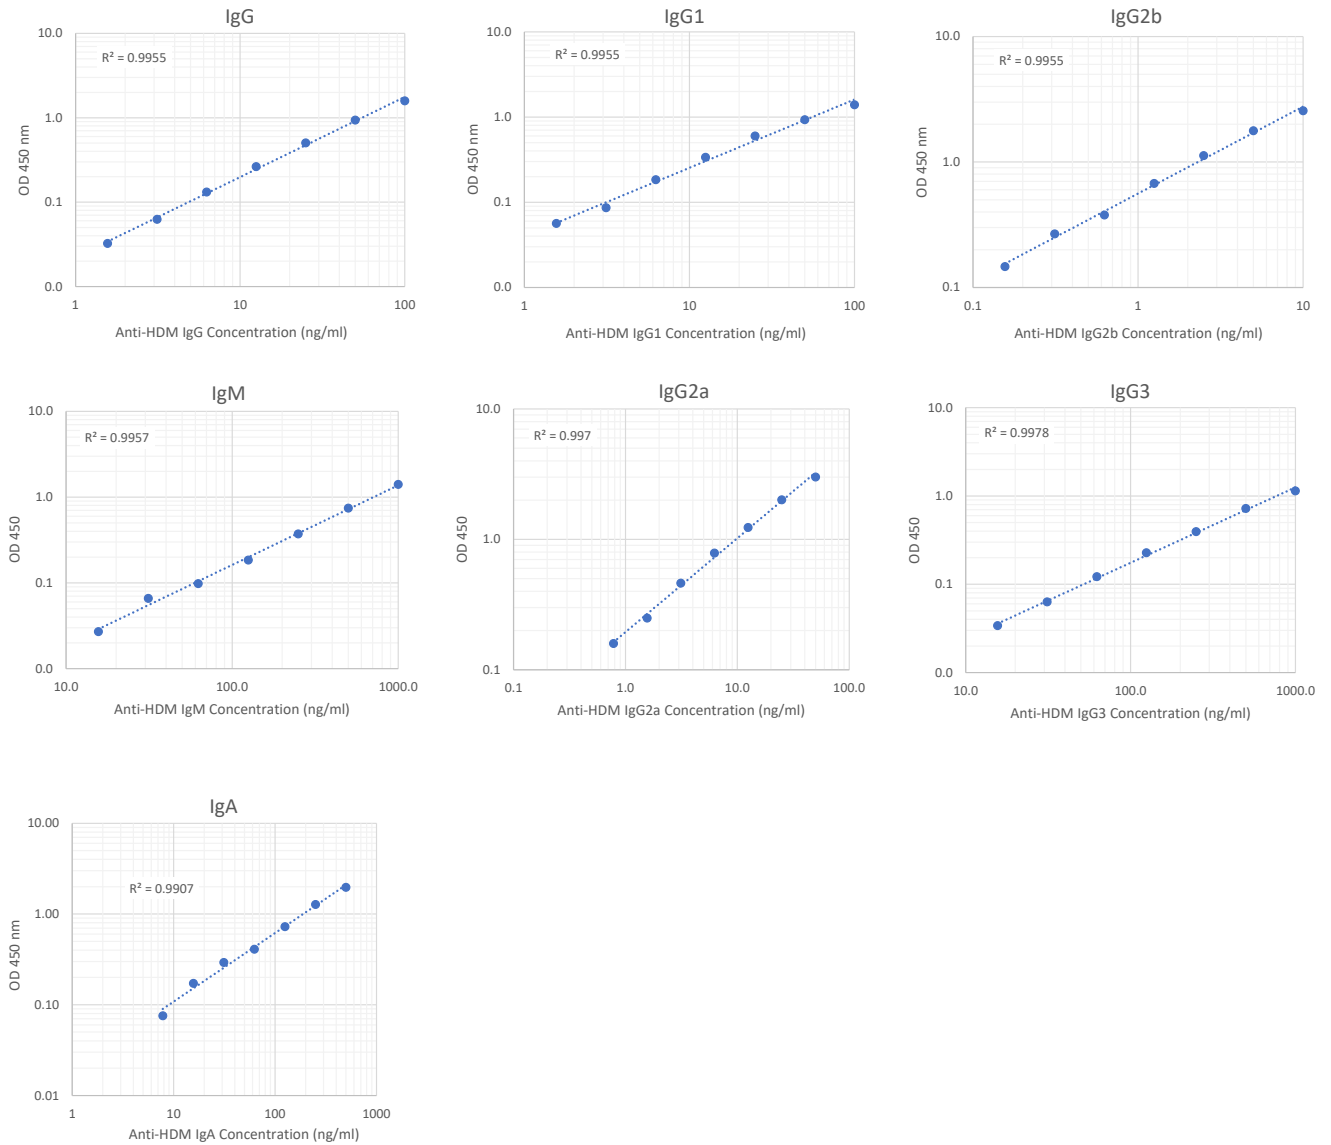 IgG
10.0
1.0
0.1
0.0
R² = 0.9955
OD 450 nm
1
10
100
Anti-HDM IgG Concentration (ng/ml)
IgG1
10.0
1.0
0.1
0.0
R² = 0.9955
OD 450 nm
1
10
100
Anti-HDM IgG1 Concentration (ng/ml)
IgG2b
10.0
1.0
0.1
R² = 0.9955
OD 450 nm
0.1
1
10
Anti-HDM IgG2b Concentration (ng/ml)
IgM
10.0
1.0
0.1
0.0
R² = 0.9957
OD 450
10.0
100.0
1000.0
Anti-HDM IgM Concentration (ng/ml)
IgG2a
10.0
1.0
0.1
R² = 0.997
OD 450
0.1
1.0
10.0
100.0
Anti-HDM IgG2a Concentration (ng/ml)
IgG3
10.0
1.0
0.1
0.0
R² = 0.9978
OD 450
10.0
100.0
1000.0
Anti-HDM IgG3 Concentration (ng/ml)
IgA
10.00
1.00
0.10
0.01
R² = 0.9907
OD 450 nm
1
10
100
1000
Anti-HDM IgA Concentration (ng/ml)